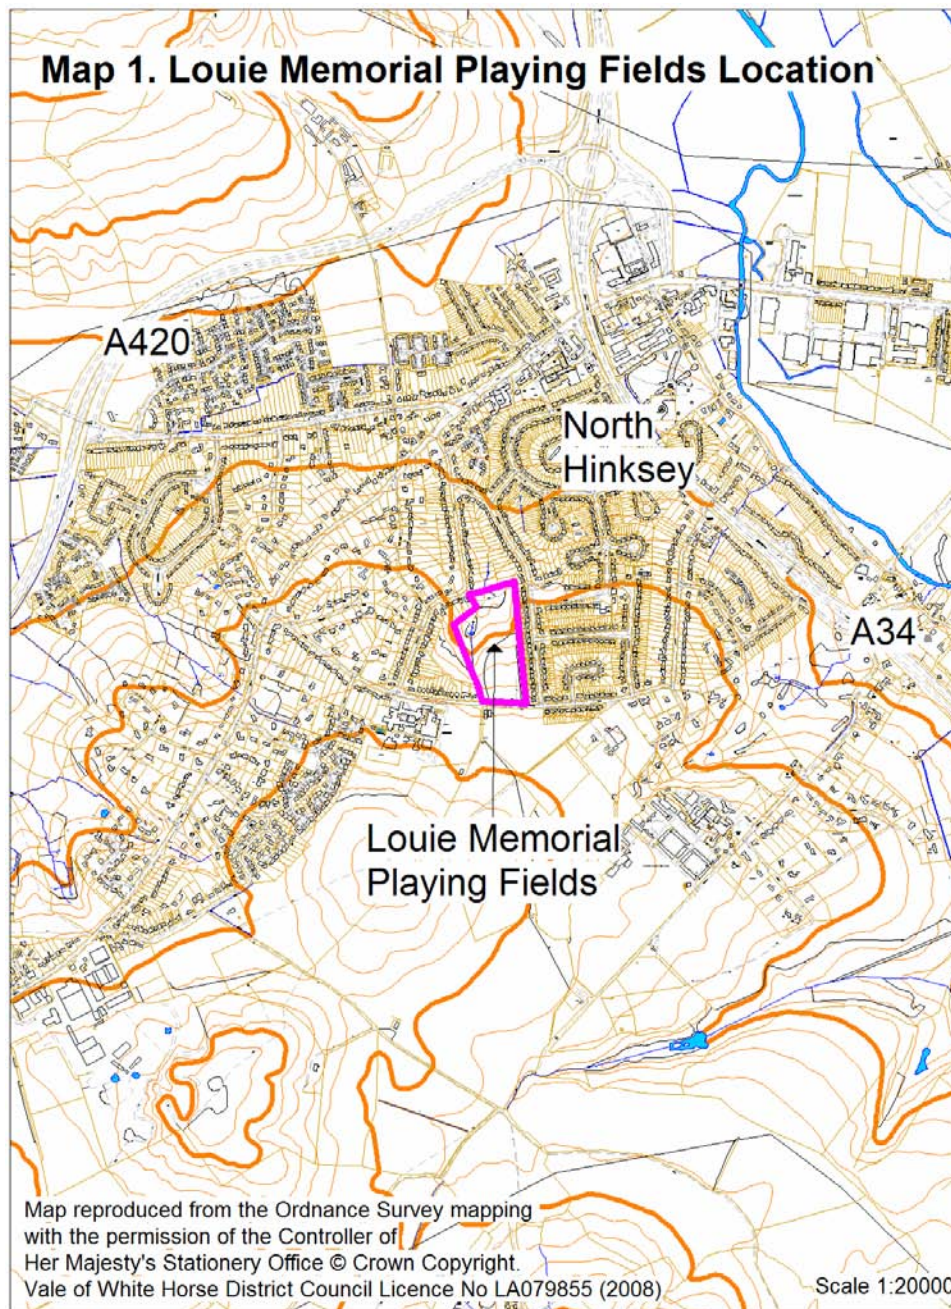 Map 1. Louie Memorial Playing Fields Location
A420
North
Hinksey
A34
Louie Memorial
Playing Fields
Map reproduced from the Ordnance Survey mapping
with the permission of the Controller of
Her Majesty's Stationery Office © Crown Copyright.
Vale of White Horse District Council Licence No LA079855 (2008)
Scale 1:20000